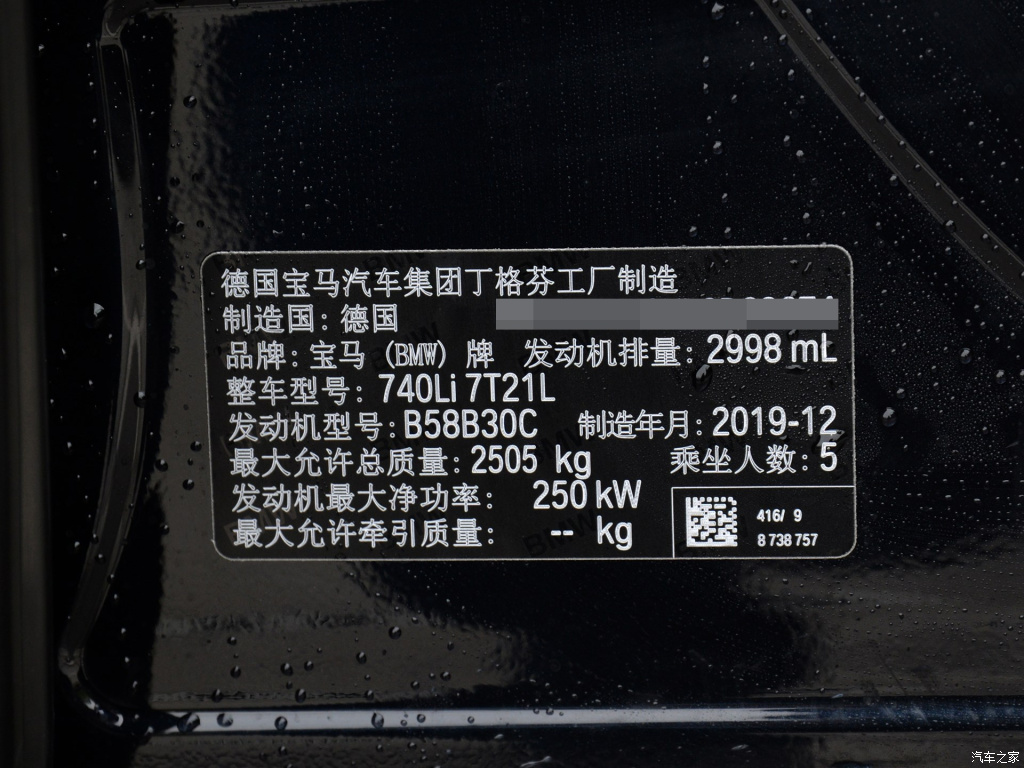 德国宝马汽车集团丁格芬工厂制造
制造国：德国
品牌：宝马（BMW）牌 发动机排量：2998 mL
整车型号：740Li 7T21L
发动机型号：B58B30C 制造年月：2019-12
最大允许总质量：2505 kg 乘坐人数：5
发动机最大净功率： 250 kW
最大允许牵引质量： -- kg
416/ 9
8 738 757
汽车之家